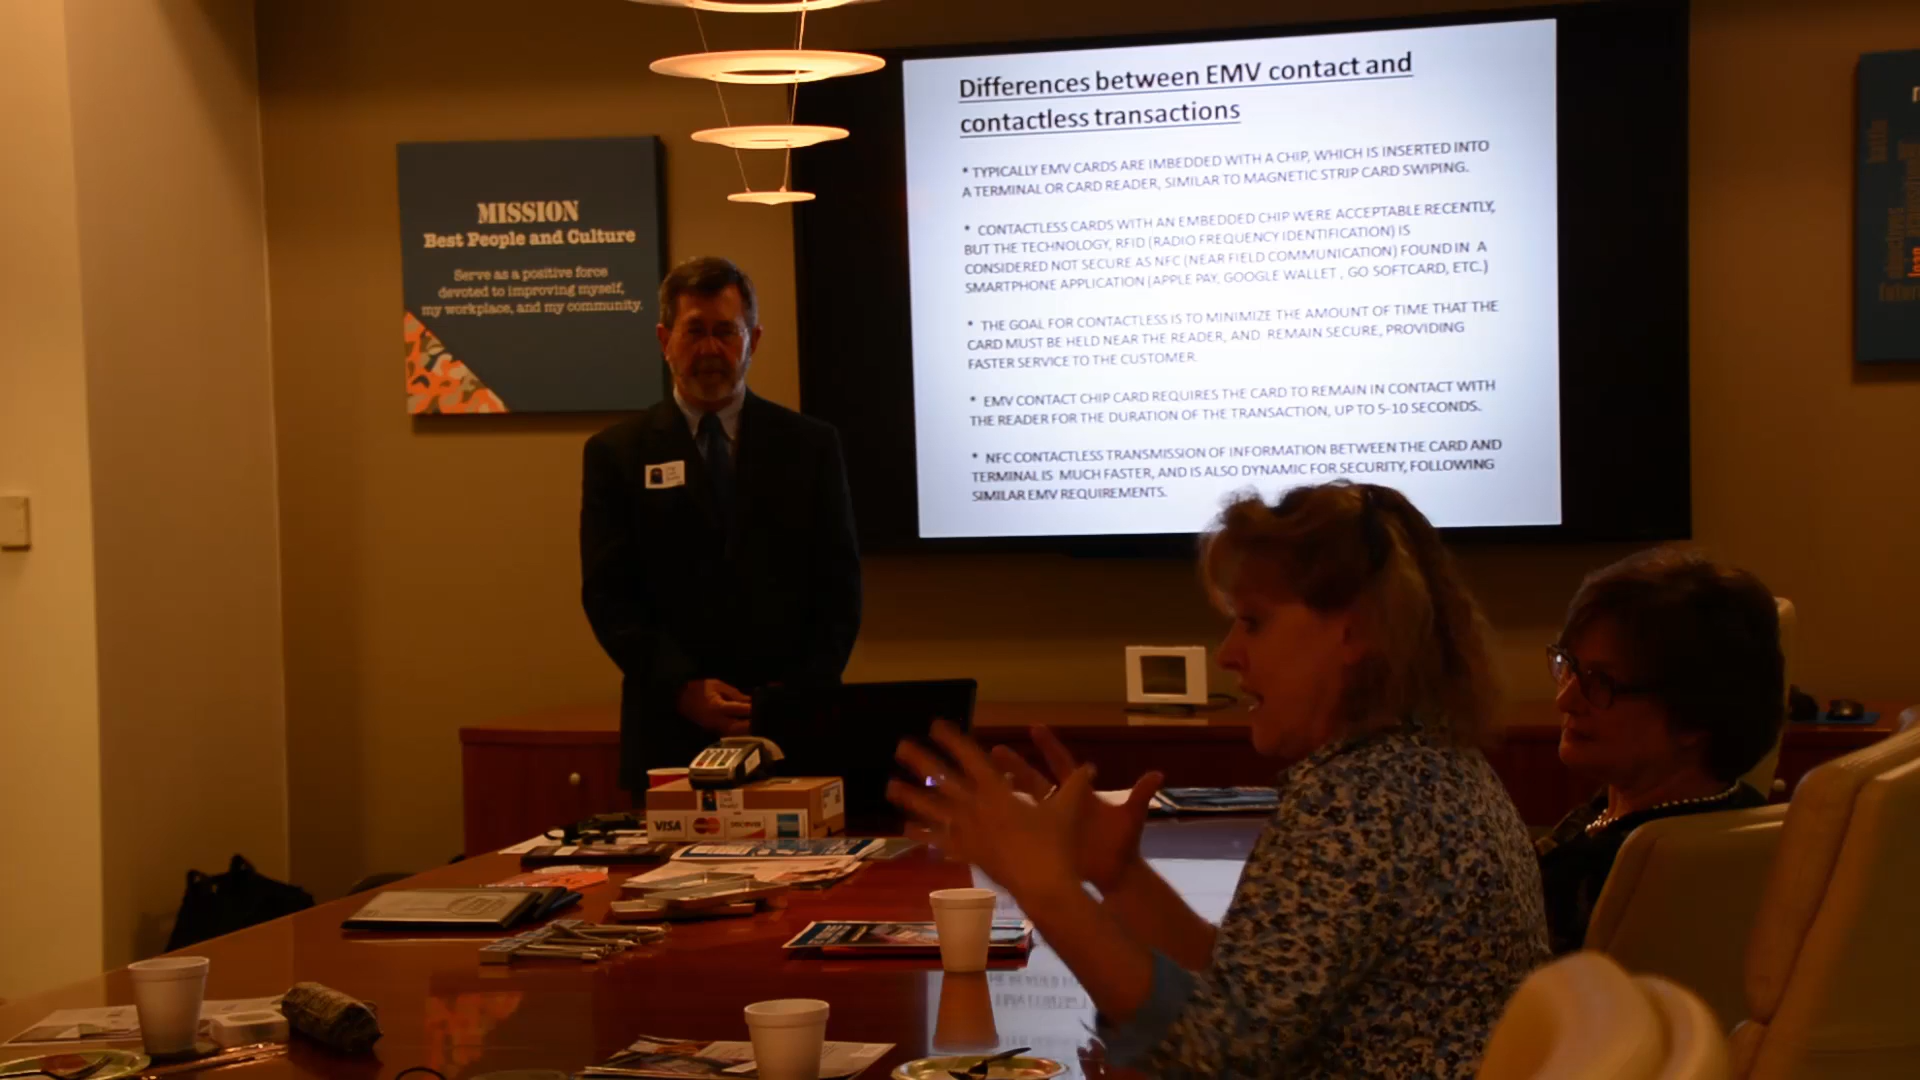 Differences between EMV contact and
contactless transactions
* TYPICALLY EMV CARDS ARE IMBEDDED WITH A CHIP, WHICH IS INSERTED INTO
A TERMINAL OR CARD READER, SIMILAR TO MAGNETIC STRIP CARD SWIPING.
* CONTACTLESS CARDS WITH AN EMBEDDED CHIP WERE ACCEPTABLE RECENTLY,
BUT THE TECHNOLOGY, RFID (RADIO FREQUENCY IDENTIFICATION) IS
CONSIDERED NOT SECURE AS NFC (NEAR FIELD COMMUNICATION) FOUND IN A
SMARTPHONE APPLICATION (APPLE PAY, GOOGLE WALLET , GO SOFTCARD, ETC.)
* THE GOAL FOR CONTACTLESS IS TO MINIMIZE THE AMOUNT OF TIME THAT THE
CARD MUST BE HELD NEAR THE READER, AND REMAIN SECURE, PROVIDING
FASTER SERVICE TO THE CUSTOMER.
* EMV CONTACT CHIP CARD REQUIRES THE CARD TO REMAIN IN CONTACT WITH
THE READER FOR THE DURATION OF THE TRANSACTION, UP TO 5-10 SECONDS.
* NFC CONTACTLESS TRANSMISSION OF INFORMATION BETWEEN THE CARD AND
TERMINAL IS MUCH FASTER, AND IS ALSO DYNAMIC FOR SECURITY, FOLLOWING
SIMILAR EMV REQUIREMENTS.
MISSION
Best People and Culture
Serve as a positive force
devoted to improving myself,
my workplace, and my community.
VISA MasterCard DISCOVER